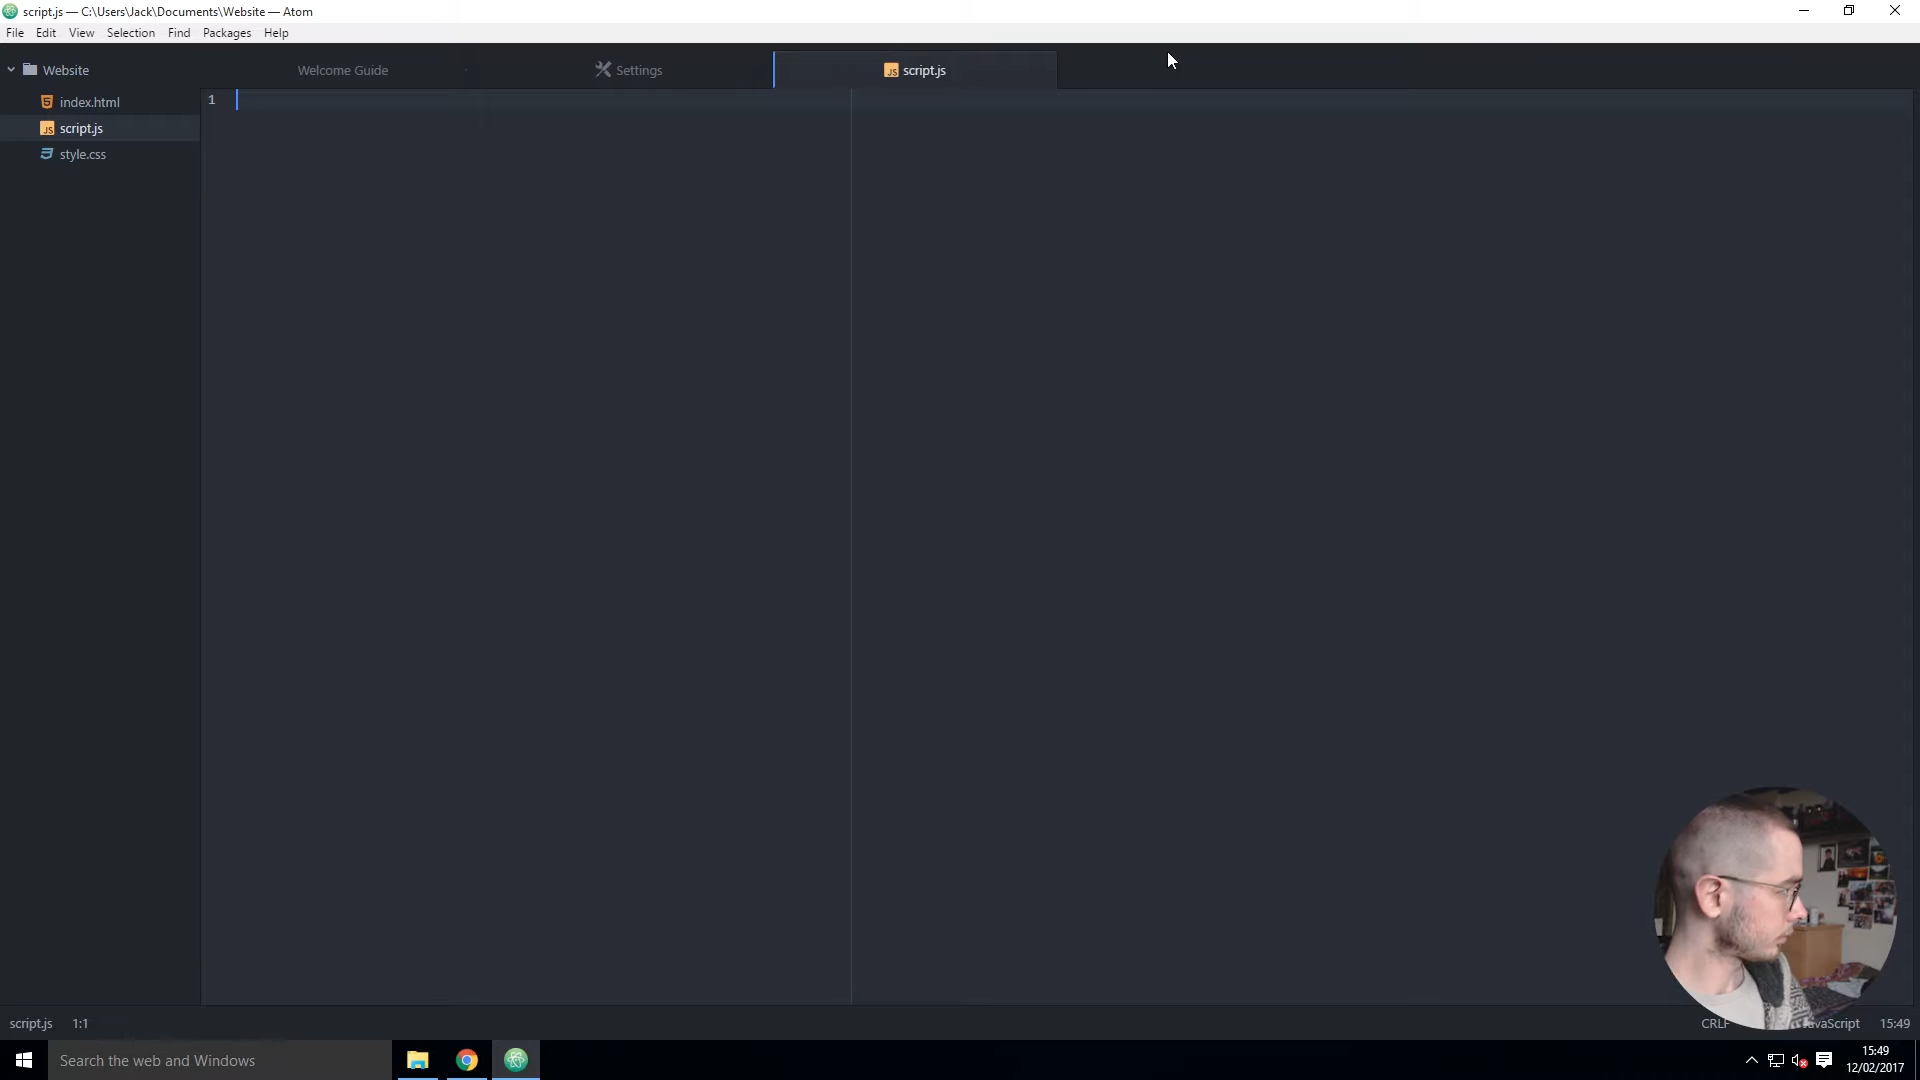 script.js — C:\Users\Jack\Documents\Website — Atom
File Edit View Selection Find Packages Help
Website
Welcome Guide
Settings
script.js
index.html
script.js
style.css
1
script.js 1:1
CRLF
15:49
Search the web and Windows
15:49
12/02/2017